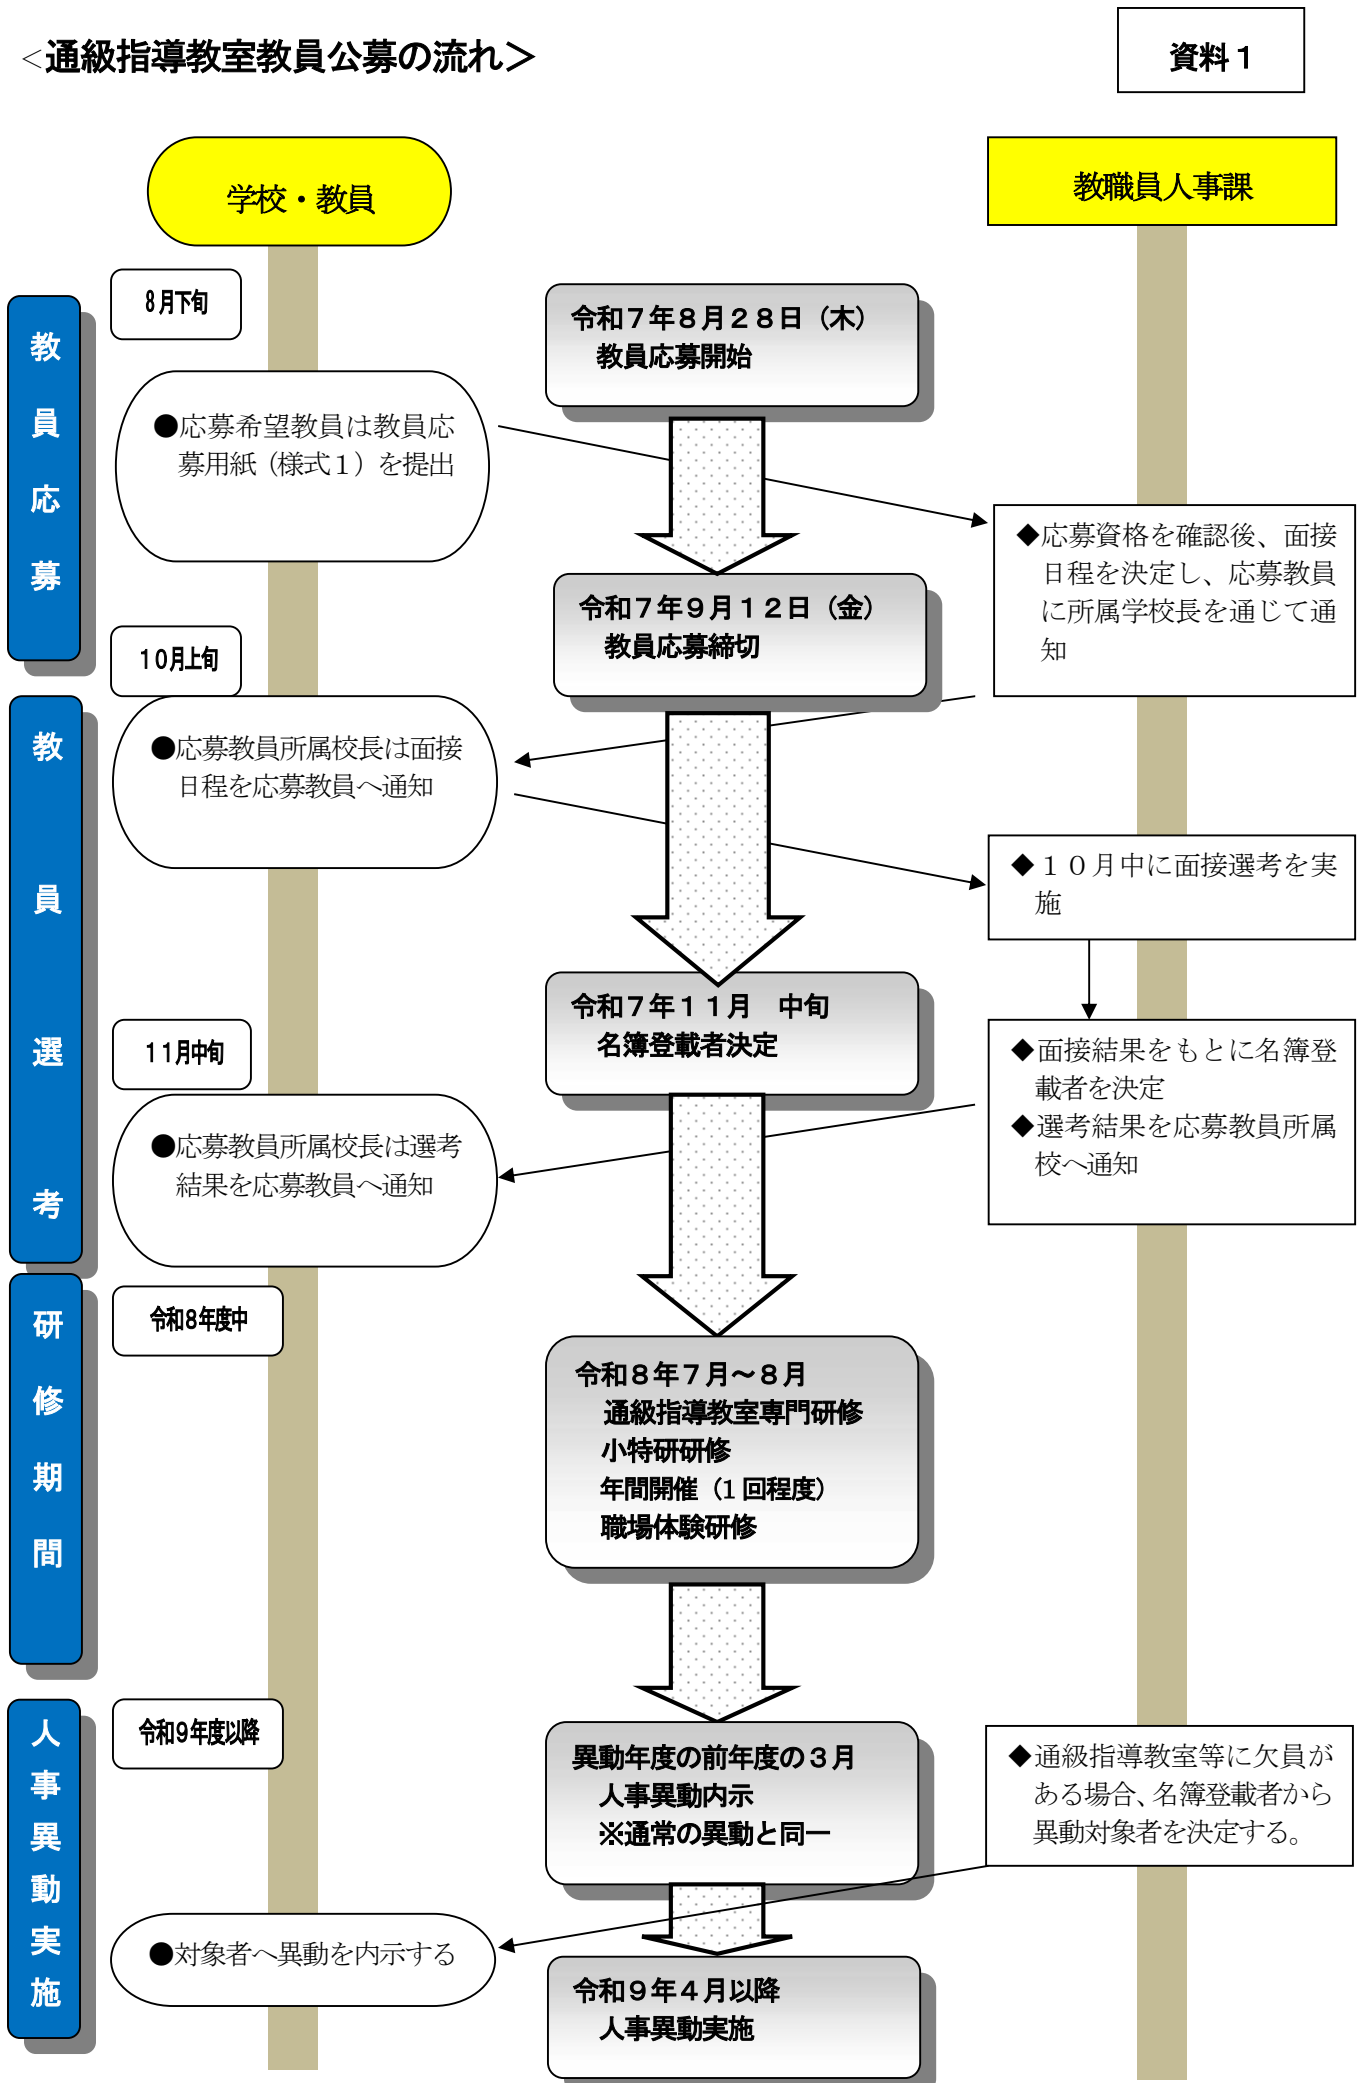 ＜通級指導教室教員公募の流れ＞
資料１
学校・教員
教職員人事課
教員応募
８月下旬
令和７年８月２８日（木）
教員応募開始
●応募希望教員は教員応
募用紙（様式１）を提出
◆応募資格を確認後、面接
日程を決定し、応募教員
に所属学校長を通じて通
知
令和７年９月１２日（金）
教員応募締切
１０月上旬
教員選考
●応募教員所属校長は面接
日程を応募教員へ通知
◆１０月中に面接選考を実
施
令和７年１１月　中旬
名簿登載者決定
１１月中旬
◆面接結果をもとに名簿登
載者を決定
◆選考結果を応募教員所属
校へ通知
●応募教員所属校長は選考
結果を応募教員へ通知
研修期間
令和８年度中
令和８年７月～８月
通級指導教室専門研修
小特研研修
年間開催（1 回程度）
職場体験研修
人事異動実施
令和９年度以降
異動年度の前年度の３月
人事異動内示
※通常の異動と同一
◆通級指導教室等に欠員が
ある場合、名簿登載者から
異動対象者を決定する。
●対象者へ異動を内示する
令和９年４月以降
人事異動実施